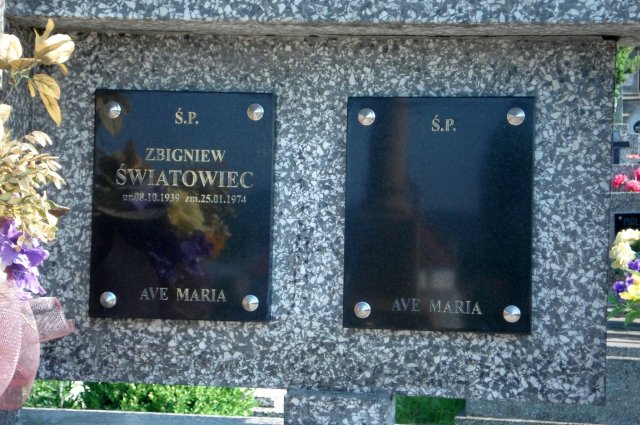 Ś.P.
ZBIGNIEW
ŚWIATOWIEC
ur.08.10.1939 zm.25.01.1974
AVE MARIA
Ś.P.
AVE MARIA